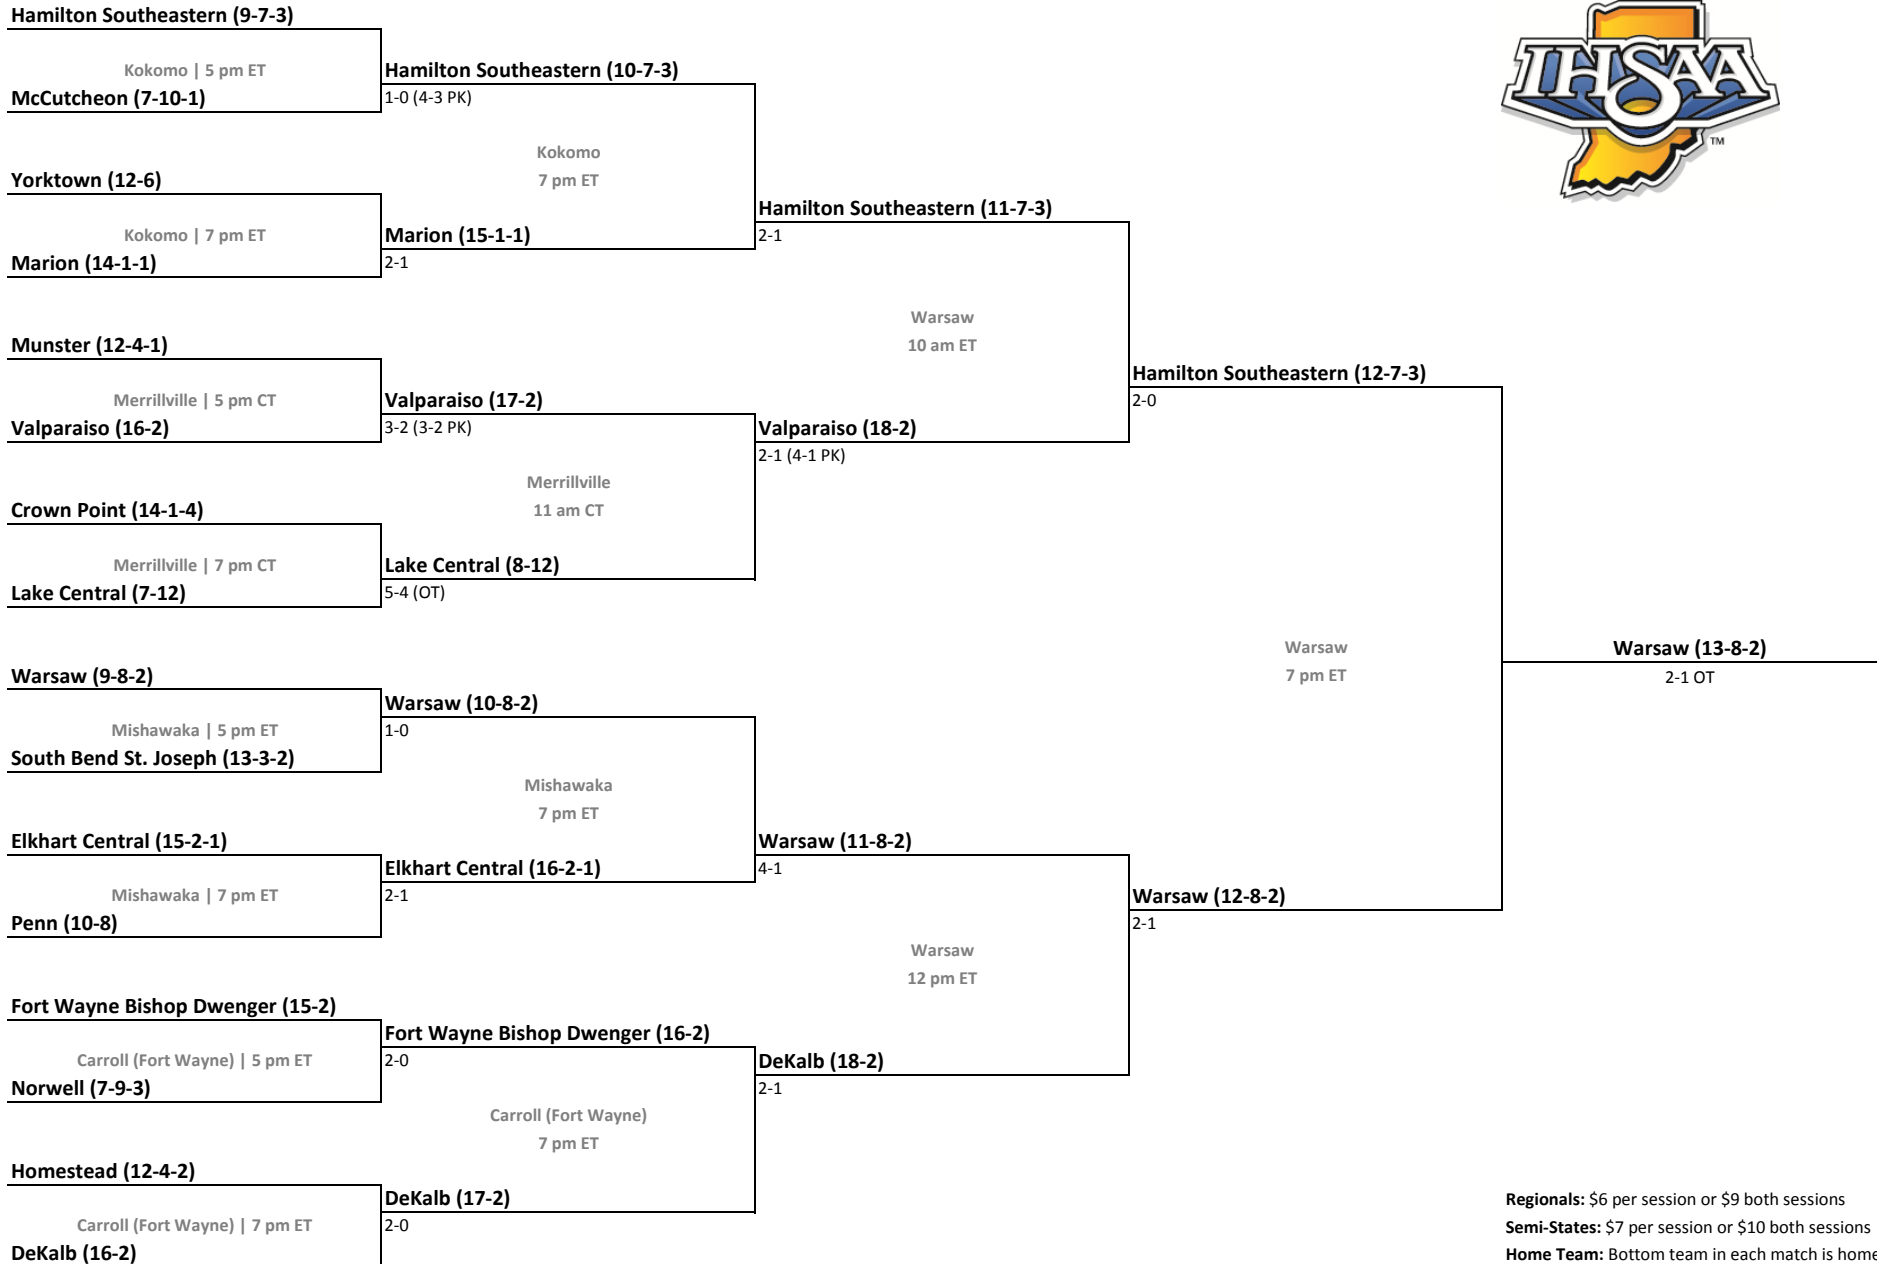 Hamilton Southeastern (9-7-3)
Kokomo | 5 pm ET
McCutcheon (7-10-1)
Yorktown (12-6)
Kokomo | 7 pm ET
Marion (14-1-1)
Munster (12-4-1)
Merrillville | 5 pm CT
Valparaiso (16-2)
Crown Point (14-1-4)
Merrillville | 7 pm CT
Lake Central (7-12)
Warsaw (9-8-2)
Mishawaka | 5 pm ET
South Bend St. Joseph (13-3-2)
Elkhart Central (15-2-1)
Mishawaka | 7 pm ET
Penn (10-8)
Fort Wayne Bishop Dwenger (15-2)
Carroll (Fort Wayne) | 5 pm ET
Norwell (7-9-3)
Homestead (12-4-2)
Carroll (Fort Wayne) | 7 pm ET
DeKalb (16-2)
Hamilton Southeastern (10-7-3)
1-0 (4-3 PK)
Kokomo
7 pm ET
Marion (15-1-1)
2-1
Valparaiso (17-2)
3-2 (3-2 PK)
Merrillville
11 am CT
Lake Central (8-12)
5-4 (OT)
Warsaw (10-8-2)
1-0
Mishawaka
7 pm ET
Elkhart Central (16-2-1)
2-1
Fort Wayne Bishop Dwenger (16-2)
2-0
Carroll (Fort Wayne)
7 pm ET
DeKalb (17-2)
2-0
Hamilton Southeastern (11-7-3)
2-1
Warsaw
10 am ET
Valparaiso (18-2)
2-1 (4-1 PK)
Warsaw (11-8-2)
4-1
Warsaw
12 pm ET
DeKalb (18-2)
2-1
Hamilton Southeastern (12-7-3)
2-0
Warsaw
7 pm ET
Warsaw (12-8-2)
2-1
Warsaw (13-8-2)
2-1 OT
IHSAA
TM
Regionals: $6 per session or $9 both sessions
Semi-States: $7 per session or $10 both sessions
Home Team: Bottom team in each match is home